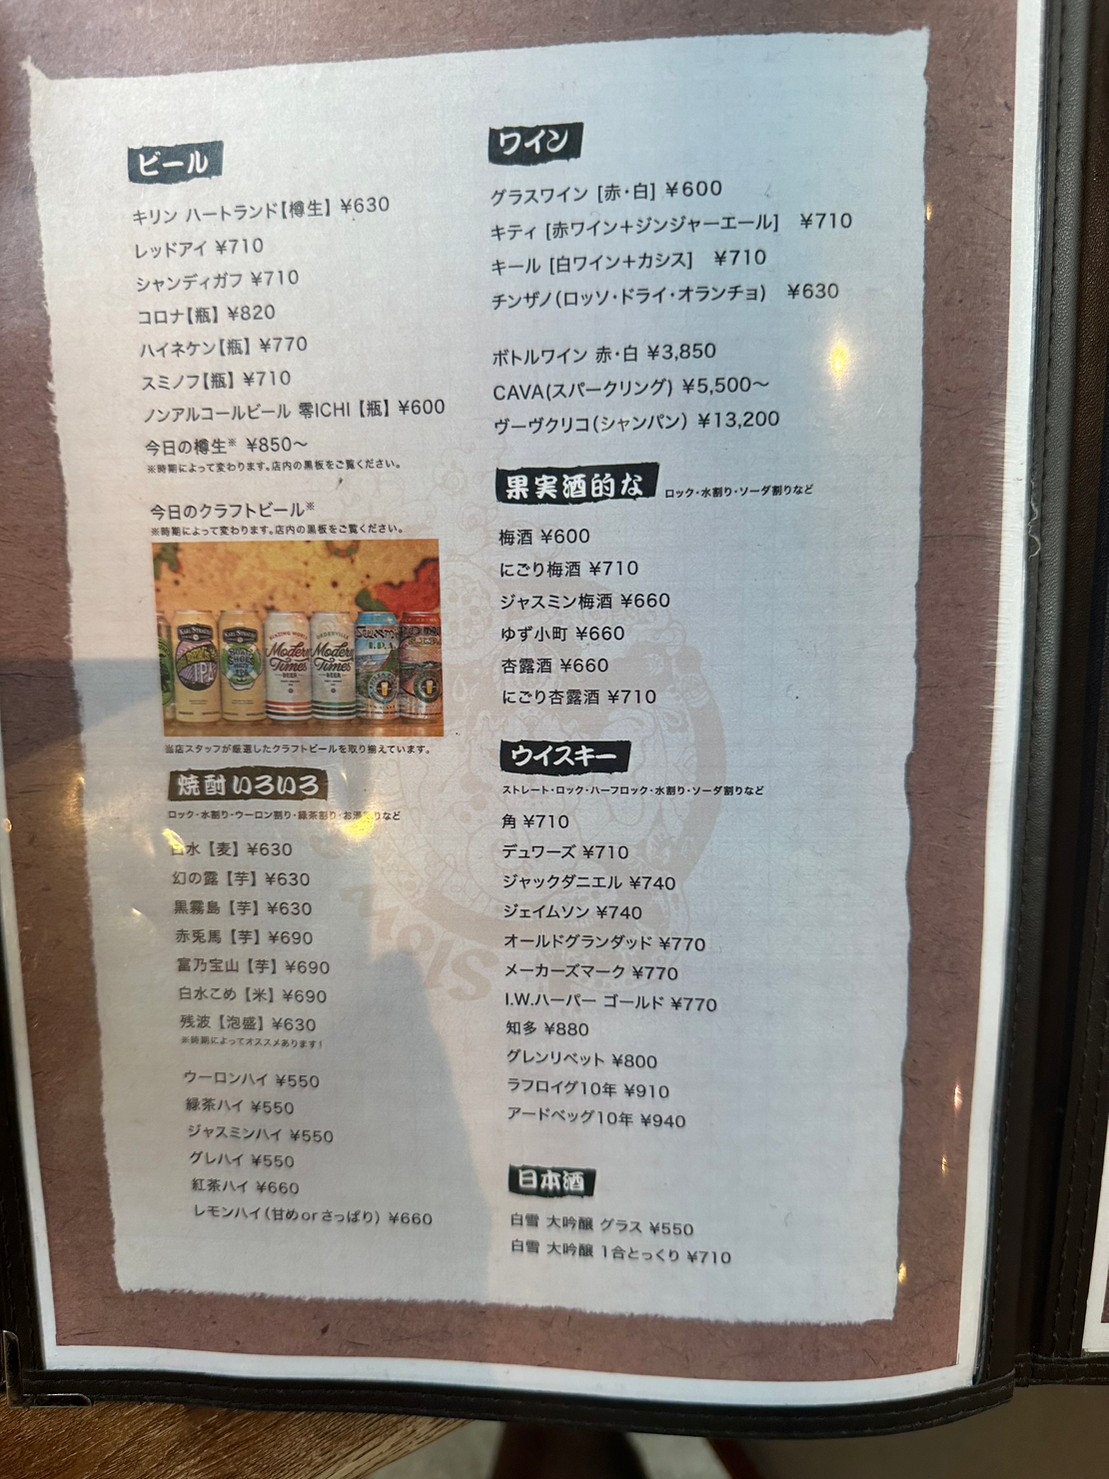 ビール
キリン ハートランド【樽生】 ¥630
レッドアイ ¥710
シャンディガフ ¥710
コロナ【瓶】 ¥820
ハイネケン【瓶】 ¥770
スミノフ【瓶】 ¥710
ノンアルコールビール 零ICHI【瓶】 ¥600
今日の樽生※ ¥850〜
※時期によって変わります。店内の黒板をご覧ください。
今日のクラフトビール※
※時期によって変わります。店内の黒板をご覧ください。
IPA
Modern Times
BEER
Modern Times
BEER
当店スタッフが厳選したクラフトビールを取り揃えています。
焼酎いろいろ
ロック・水割り・ウーロン割り・緑茶割り・お湯割りなど
白水【麦】 ¥630
幻の露【芋】 ¥630
黒霧島【芋】 ¥630
赤兎馬【芋】 ¥690
富乃宝山【芋】 ¥690
白水こめ【米】 ¥690
残波【泡盛】 ¥630
※時期によってオススメあります!
ウーロンハイ ¥550
緑茶ハイ ¥550
ジャスミンハイ ¥550
グレハイ ¥550
紅茶ハイ ¥660
レモンハイ(甘めorさっぱり) ¥660
ワイン
グラスワイン [赤・白] ¥600
キティ [赤ワイン+ジンジャーエール] ¥710
キール [白ワイン+カシス] ¥710
チンザノ(ロッソ・ドライ・オランチョ) ¥630
ボトルワイン 赤・白 ¥3,850
CAVA(スパークリング) ¥5,500〜
ヴーヴクリコ(シャンパン) ¥13,200
果実酒的な ロック・水割り・ソーダ割りなど
梅酒 ¥600
にごり梅酒 ¥710
ジャスミン梅酒 ¥660
ゆず小町 ¥660
杏露酒 ¥660
にごり杏露酒 ¥710
ウイスキー
ストレート・ロック・ハーフロック・水割り・ソーダ割りなど
角 ¥710
デュワーズ ¥710
ジャックダニエル ¥740
ジェイムソン ¥740
オールドグランダッド ¥770
メーカーズマーク ¥770
I.W.ハーパー ゴールド ¥770
知多 ¥880
グレンリベット ¥800
ラフロイグ10年 ¥910
アードベッグ10年 ¥940
日本酒
白雪 大吟醸 グラス ¥550
白雪 大吟醸 1合とっくり ¥710